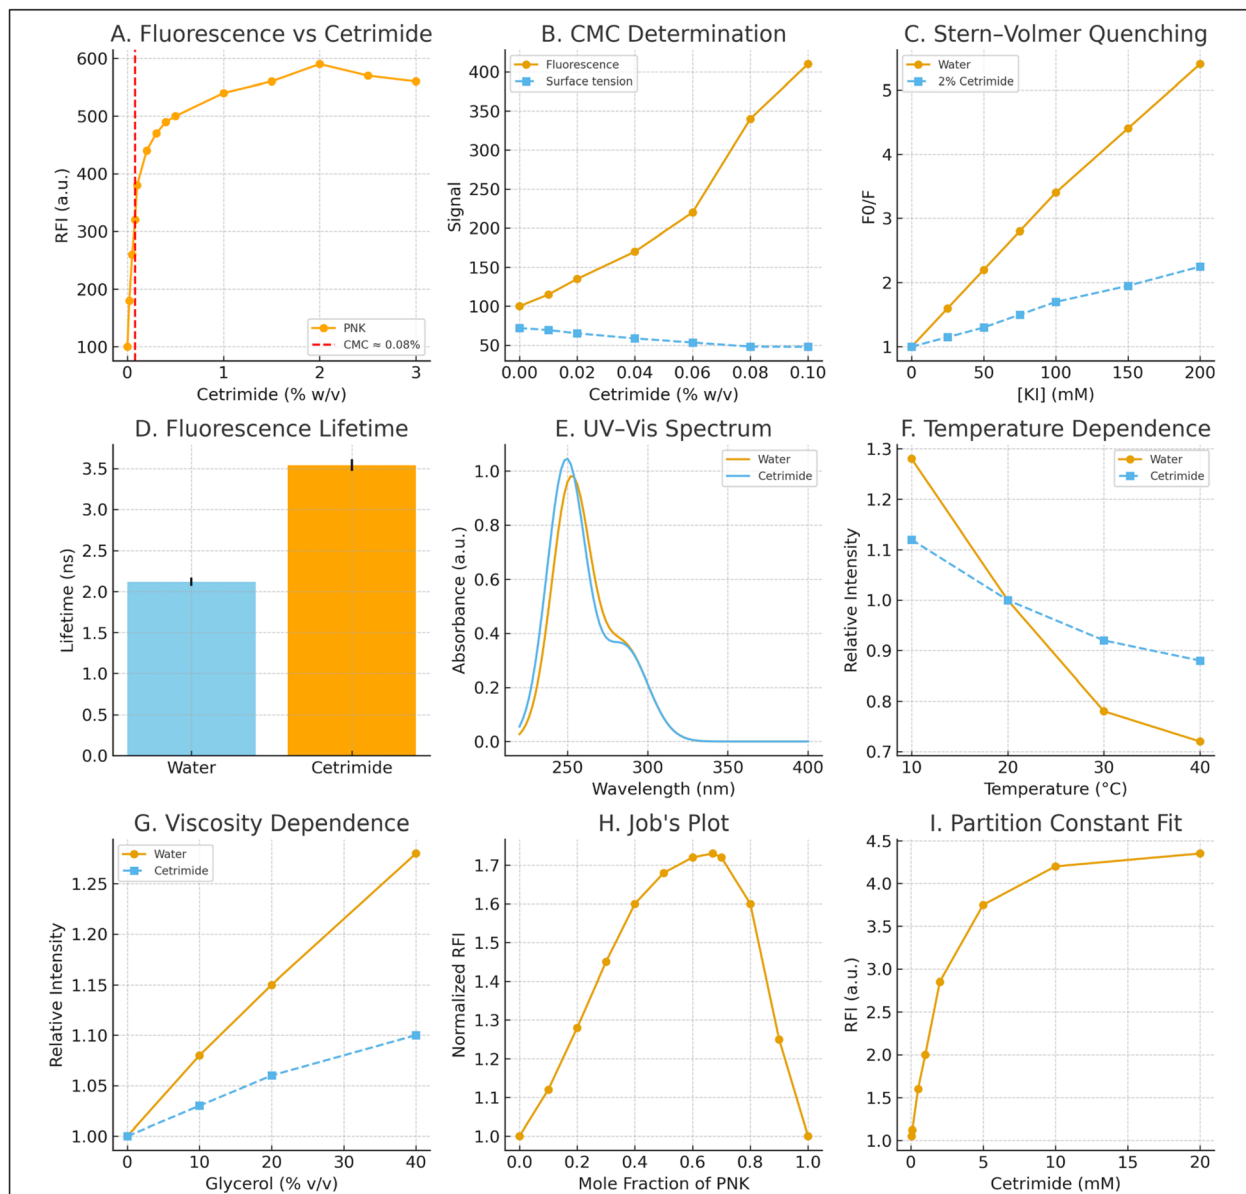 A. Fluorescence vs Cetrimide
600
500
400
300
200
100
RFI (a.u.)
PNK
CMC ≈ 0.08%
0 1 2 3
Cetrimide (% w/v)
B. CMC Determination
Fluorescence
Surface tension
400
350
300
250
200
150
100
50
Signal
0.00 0.02 0.04 0.06 0.08 0.10
Cetrimide (% w/v)
C. Stern–Volmer Quenching
Water
2% Cetrimide
5
4
3
2
1
F0/F
0 50 100 150 200
[KI] (mM)
D. Fluorescence Lifetime
3.5
3.0
2.5
2.0
1.5
1.0
0.5
0.0
Lifetime (ns)
Water Cetrimide
E. UV–Vis Spectrum
Water
Cetrimide
1.0
0.8
0.6
0.4
0.2
0.0
Absorbance (a.u.)
250 300 350 400
Wavelength (nm)
F. Temperature Dependence
Water
Cetrimide
1.3
1.2
1.1
1.0
0.9
0.8
0.7
Relative Intensity
10 20 30 40
Temperature (°C)
G. Viscosity Dependence
Water
Cetrimide
1.25
1.20
1.15
1.10
1.05
1.00
Relative Intensity
0 10 20 30 40
Glycerol (% v/v)
H. Job's Plot
1.7
1.6
1.5
1.4
1.3
1.2
1.1
1.0
Normalized RFI
0.0 0.2 0.4 0.6 0.8 1.0
Mole Fraction of PNK
I. Partition Constant Fit
4.5
4.0
3.5
3.0
2.5
2.0
1.5
1.0
RFI (a.u.)
0 5 10 15 20
Cetrimide (mM)